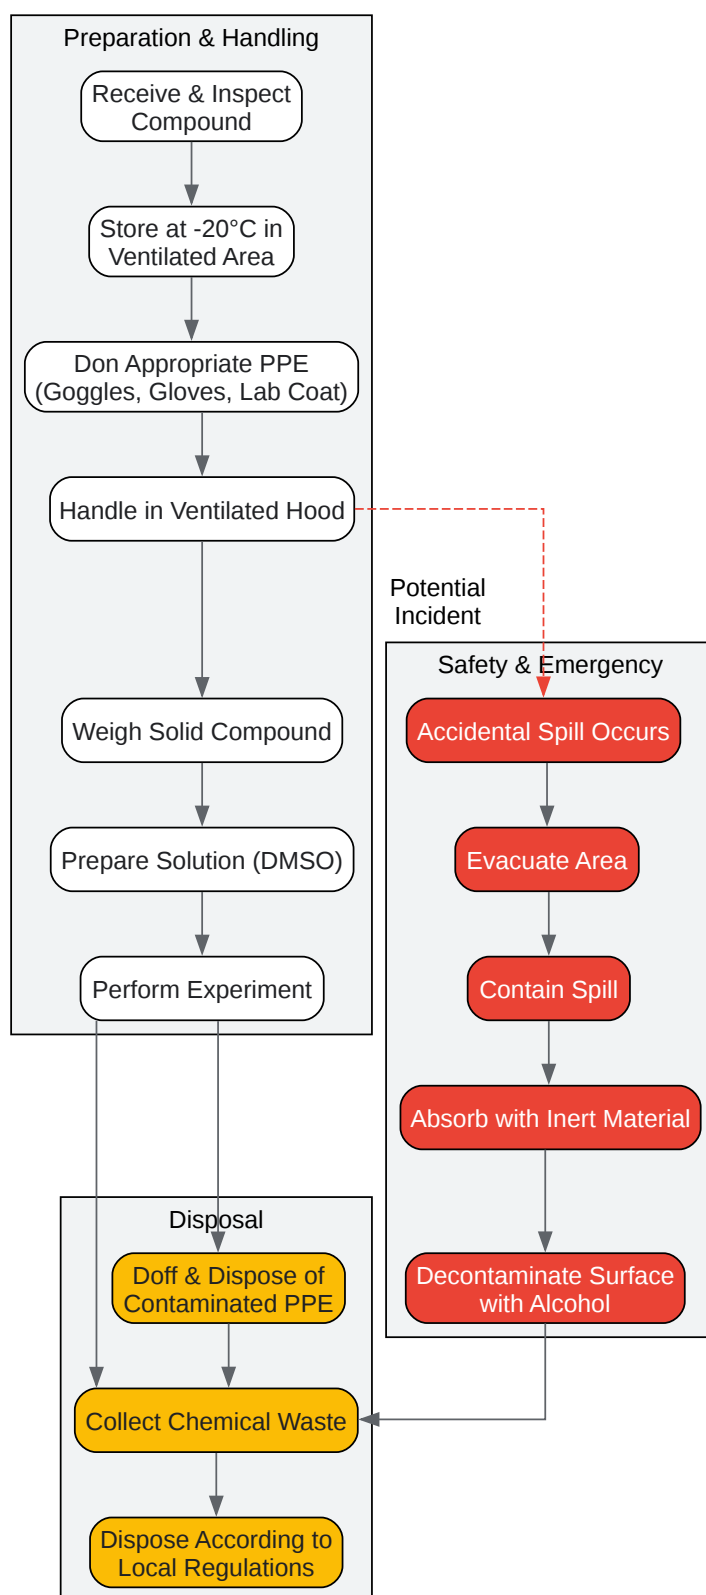 Preparation & Handling
Receive & Inspect
Compound
Store at -20°C in
Ventilated Area
Don Appropriate PPE
(Goggles, Gloves, Lab Coat)
Handle in Ventilated Hood
Potential
Incident
Weigh Solid Compound
Prepare Solution (DMSO)
Perform Experiment
Safety & Emergency
Accidental Spill Occurs
Evacuate Area
Contain Spill
Absorb with Inert Material
Decontaminate Surface
with Alcohol
Disposal
Doff & Dispose of
Contaminated PPE
Collect Chemical Waste
Dispose According to
Local Regulations